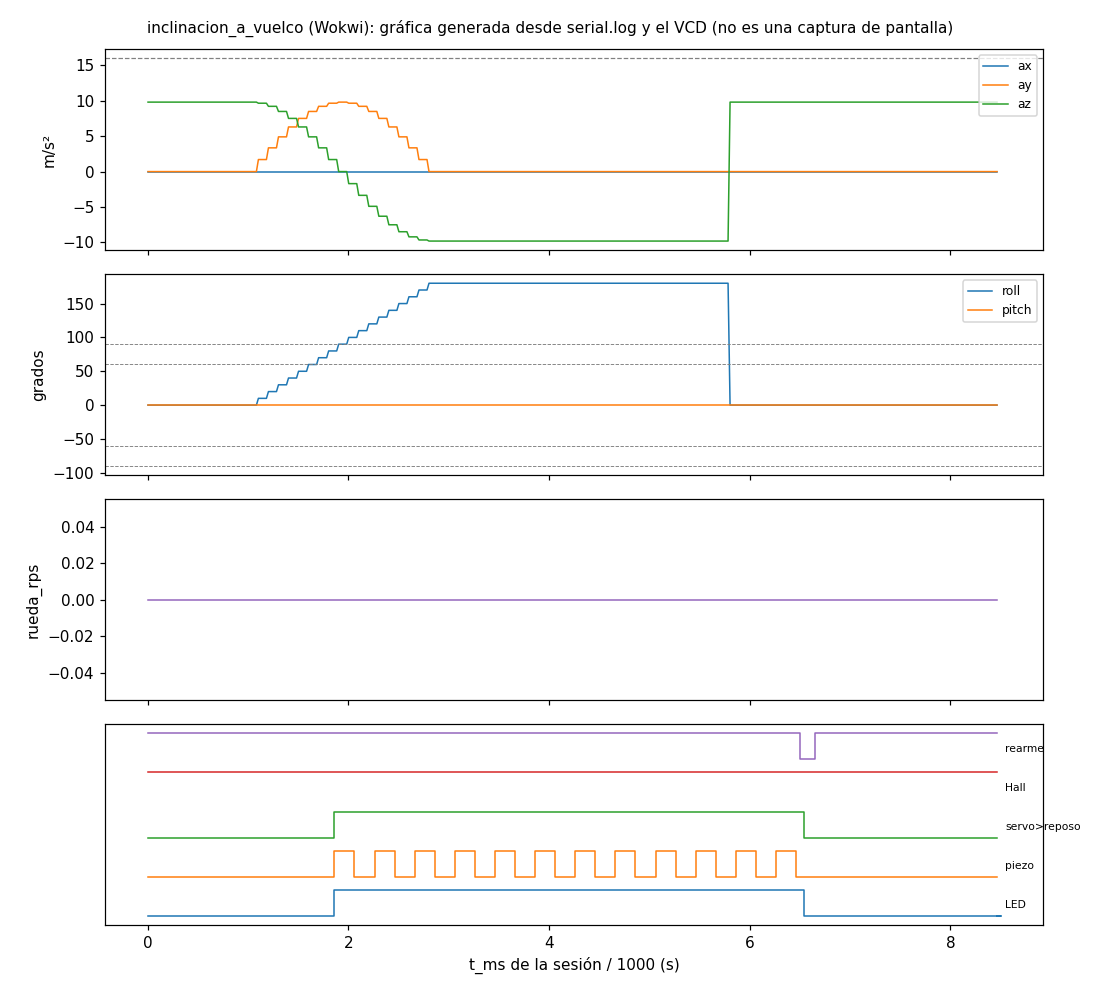 inclinacion_a_vuelco (Wokwi): gráfica generada desde serial.log y el VCD (no es una captura de pantalla)
15
10
5
0
−5
−10
m/s²
ax
ay
az
150
100
50
0
−50
−100
grados
roll
pitch
0.04
0.02
0.00
−0.02
−0.04
rueda_rps
rearme
Hall
servo>reposo
piezo
LED
0 2 4 6 8
t_ms de la sesión / 1000 (s)